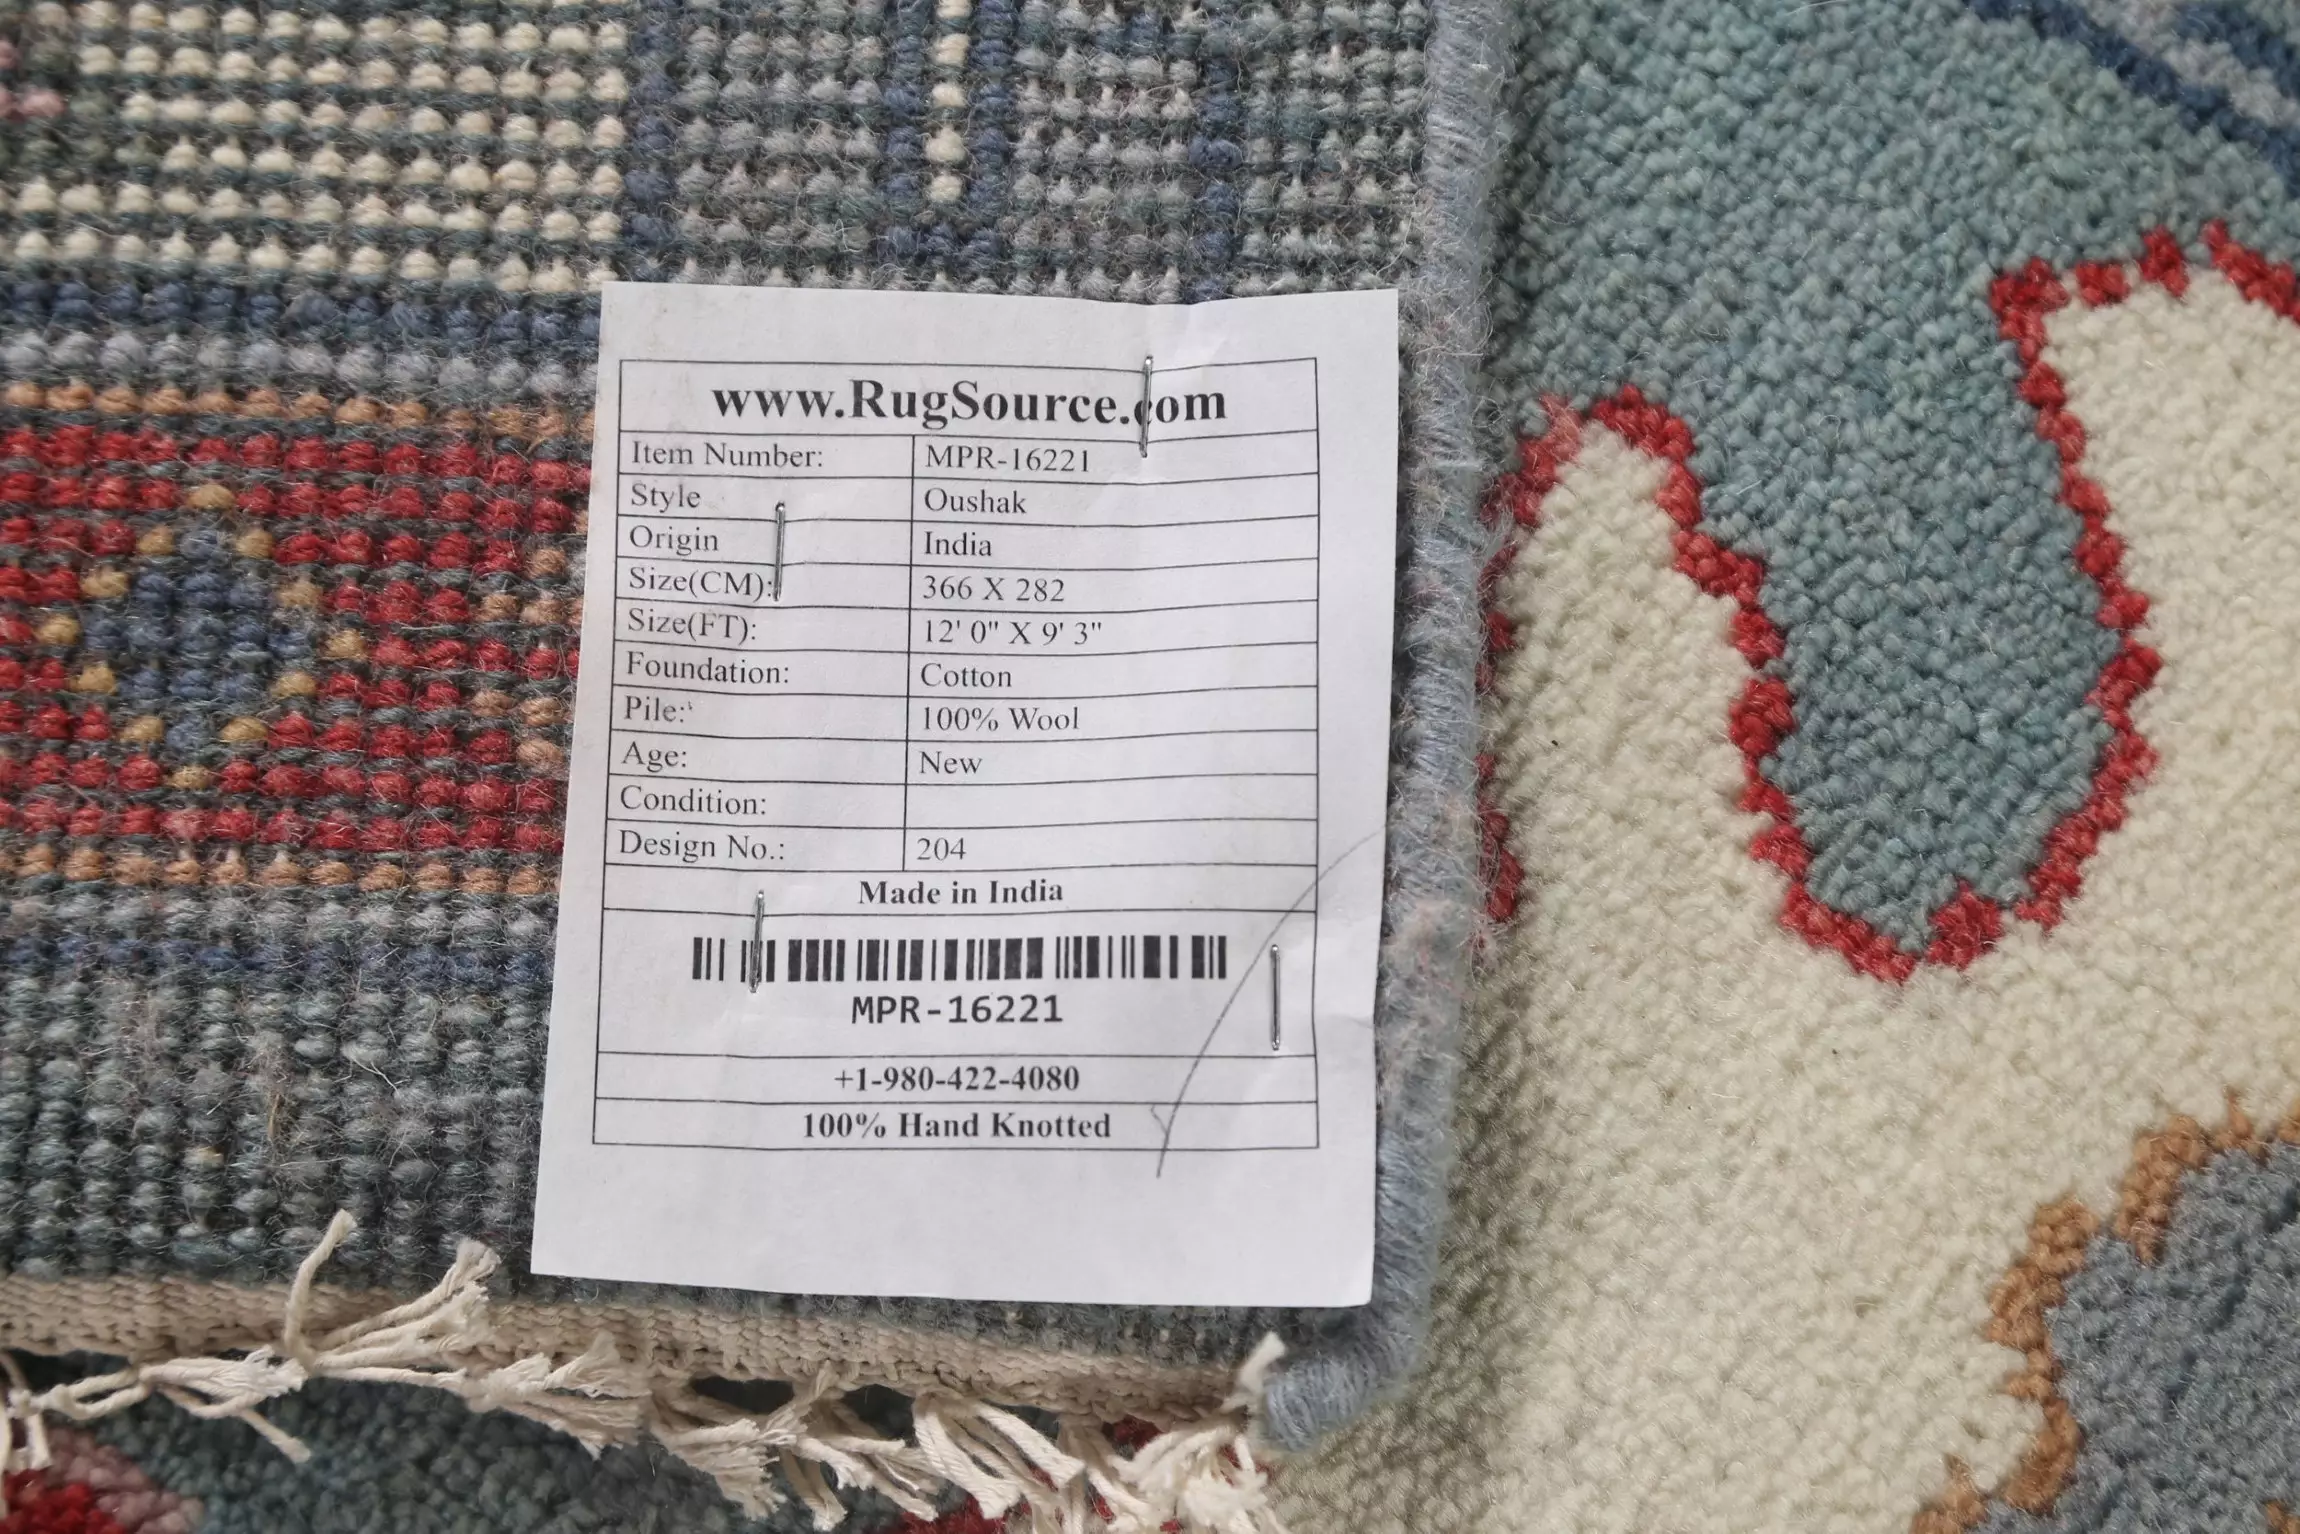 www.RugSource.com
Item Number: MPR-16221
Style Oushak
Origin India
Size(CM): 366 X 282
Size(FT): 12' 0" X 9' 3"
Foundation: Cotton
Pile: 100% Wool
Age: New
Condition:
Design No.: 204
Made in India
MPR-16221
+1-980-422-4080
100% Hand Knotted